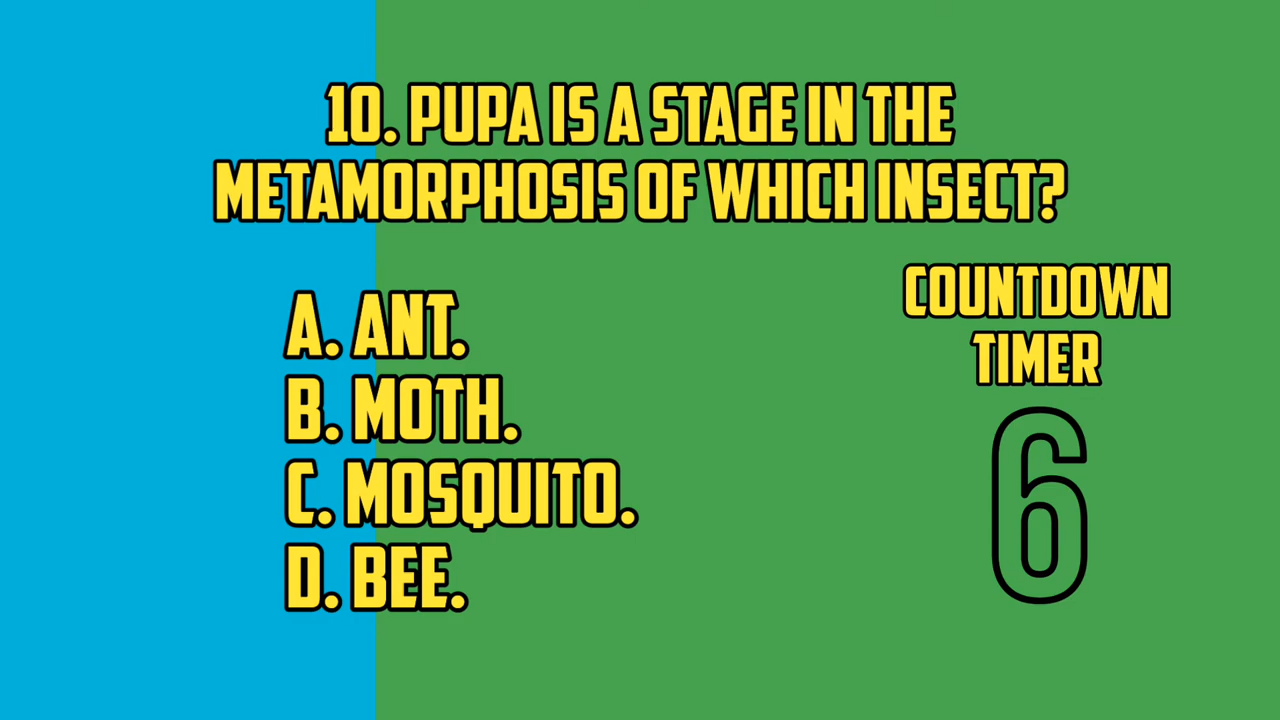 10. PUPA IS A STAGE IN THE
METAMORPHOSIS OF WHICH INSECT?
A. ANT.
B. MOTH.
C. MOSQUITO.
D. BEE.
COUNTDOWN
TIMER
6